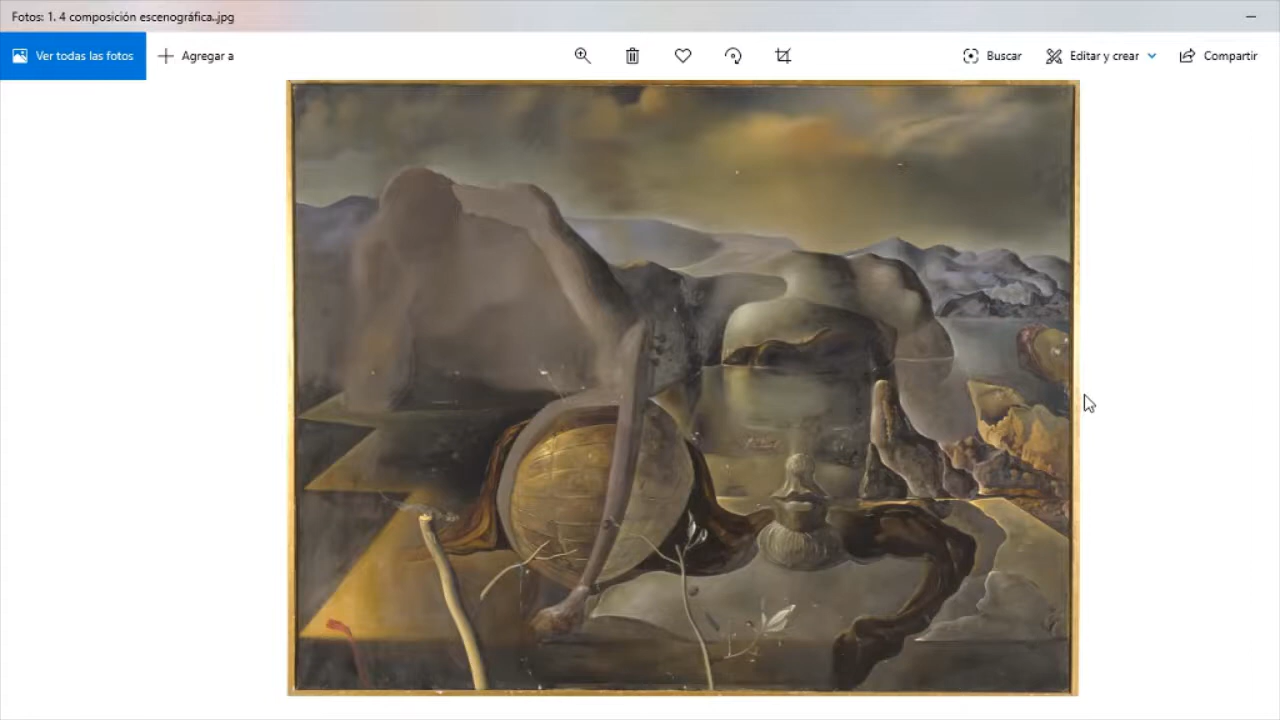 Fotos: 1. 4 composición escenográfica..jpg
Ver todas las fotos
Agregar a
Buscar
Editar y crear
Compartir